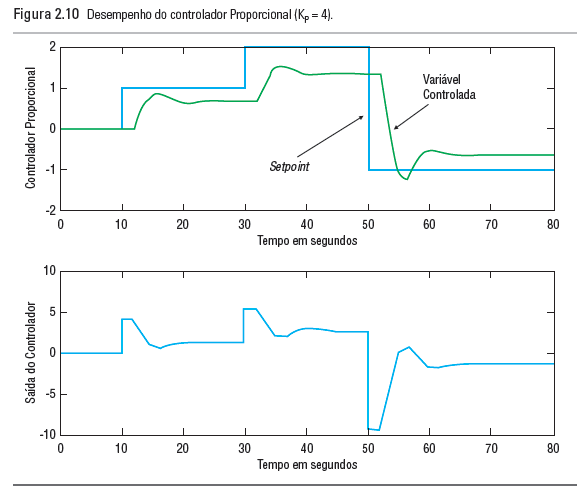 Figura 2.10 Desempenho do controlador Proporcional (KP = 4).
Controlador Proporcional
2
1
0
-1
-2
Variável
Controlada
Setpoint
0 10 20 30 40 50 60 70 80
Tempo em segundos
Saída do Controlador
10
5
0
-5
-10
0 10 20 30 40 50 60 70 80
Tempo em segundos